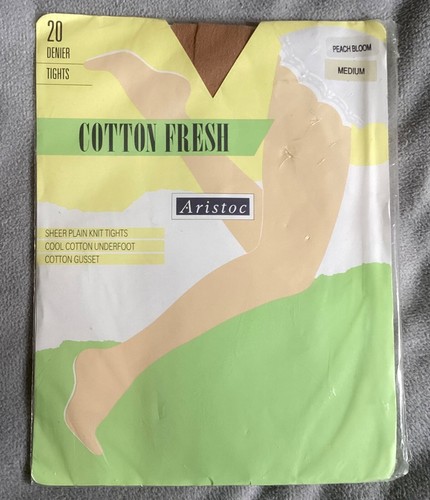 20
DENIER
TIGHTS
PEACH BLOOM
MEDIUM
COTTON FRESH
Aristoc
SHEER PLAIN KNIT TIGHTS
COOL COTTON UNDERFOOT
COTTON GUSSET